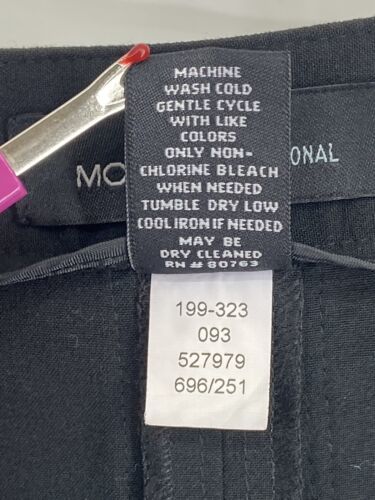 MACHINE
WASH COLD
GENTLE CYCLE
WITH LIKE
COLORS
ONLY NON-
CHLORINE BLEACH
WHEN NEEDED
TUMBLE DRY LOW
COOL IRON IF NEEDED
MAY BE
DRY CLEANED
RN # 80763
MO
ONAL
199-323
093
527979
696/251